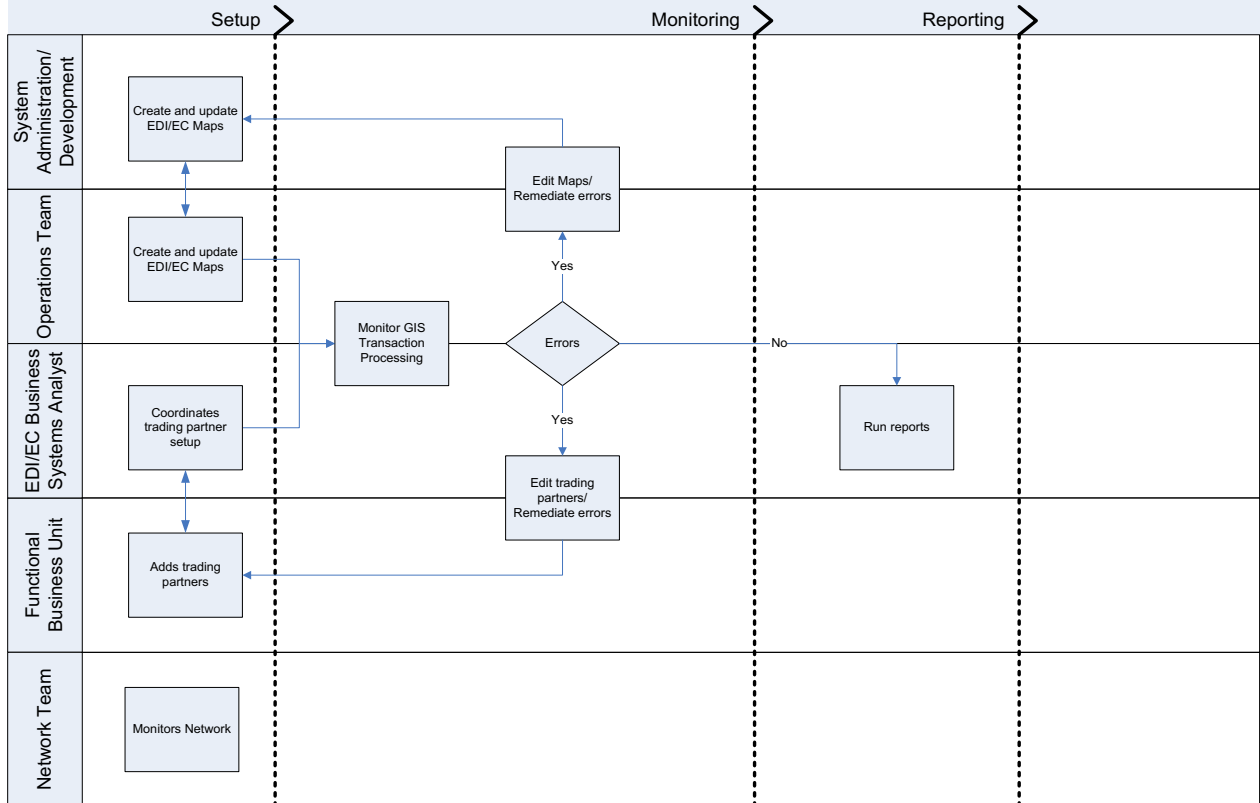 Setup
Monitoring
Reporting
System
Administration/
Development
Create and update
EDI/EC Maps
Edit Maps/
Remediate errors
Operations Team
Create and update
EDI/EC Maps
Yes
Monitor GIS
Transaction
Processing
Errors
No
EDI/EC Business
Systems Analyst
Coordinates
trading partner
setup
Yes
Run reports
Edit trading
partners/
Remediate errors
Functional
Business Unit
Adds trading
partners
Network Team
Monitors Network